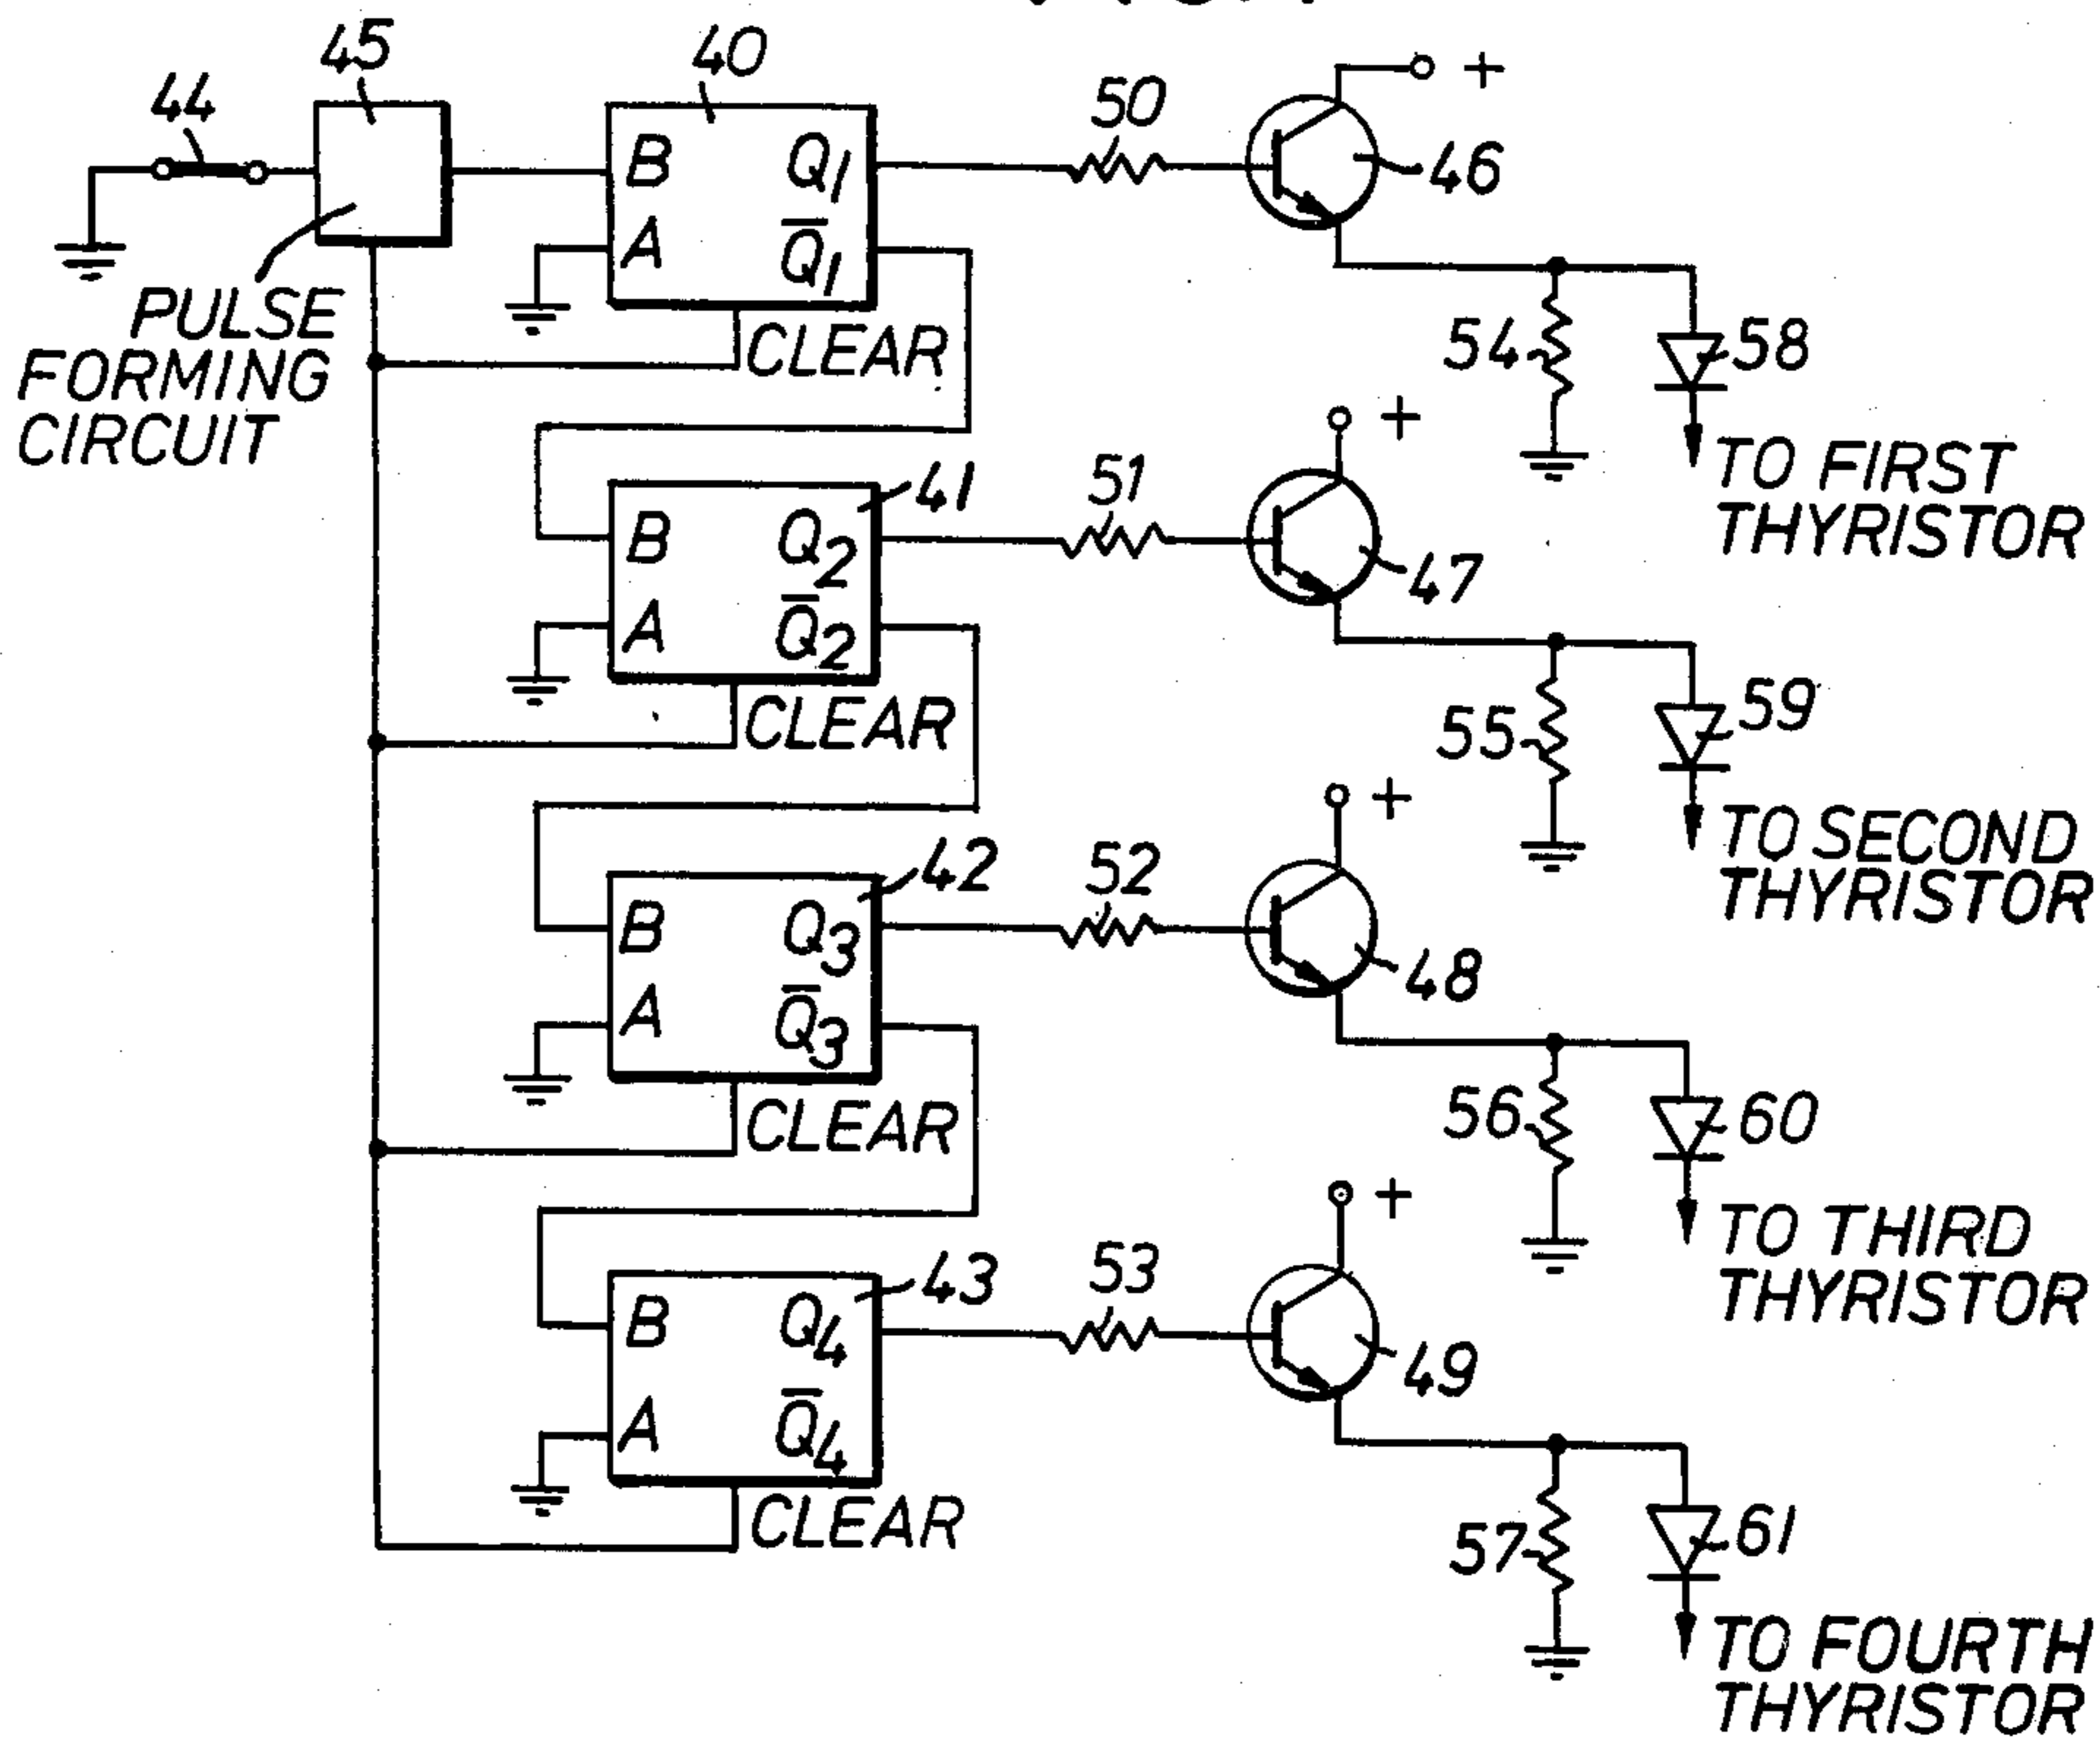 45
40
44
50
+
B
Q1
46
A
Q̅1
PULSE
FORMING
CIRCUIT
CLEAR
54
58
+
TO FIRST
THYRISTOR
41
51
B
Q2
47
A
Q̅2
CLEAR
55
59
+
TO SECOND
THYRISTOR
42
52
B
Q3
48
A
Q̅3
CLEAR
56
60
+
TO THIRD
THYRISTOR
43
53
B
Q4
49
A
Q̅4
CLEAR
57
61
TO FOURTH
THYRISTOR